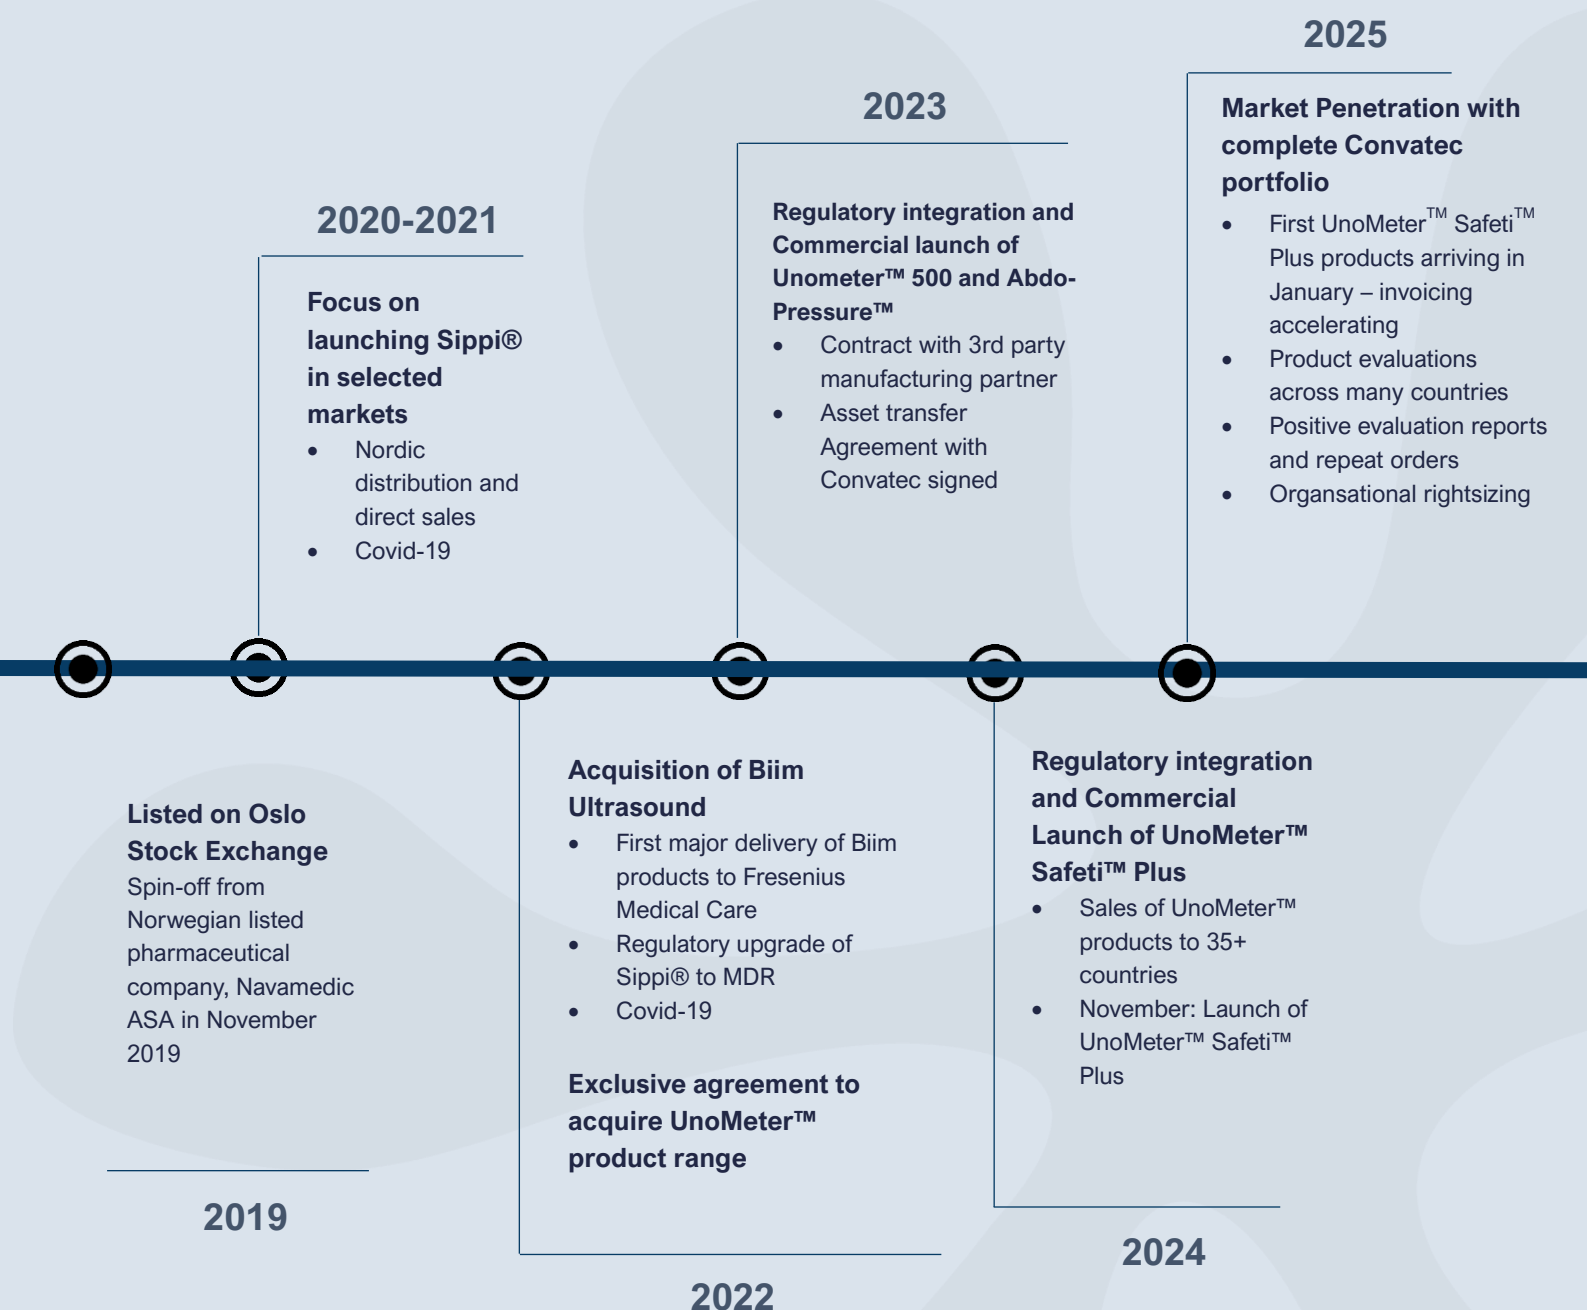 2019
Listed on Oslo
Stock Exchange
Spin-off from
Norwegian listed
pharmaceutical
company, Navamedic
ASA in November
2019
2020-2021
Focus on
launching Sippi®
in selected
markets
• Nordic
distribution and
direct sales
• Covid-19
2022
Acquisition of Biim
Ultrasound
• First major delivery of Biim
products to Fresenius
Medical Care
• Regulatory upgrade of
Sippi® to MDR
• Covid-19
Exclusive agreement to
acquire UnoMeter™
product range
2023
Regulatory integration and
Commercial launch of
Unometer™ 500 and Abdo-
Pressure™
• Contract with 3rd party
manufacturing partner
• Asset transfer
Agreement with
Convatec signed
2024
Regulatory integration
and Commercial
Launch of UnoMeter™
Safeti™ Plus
• Sales of UnoMeter™
products to 35+
countries
• November: Launch of
UnoMeter™ Safeti™
Plus
2025
Market Penetration with
complete Convatec
portfolio
• First UnoMeter™ Safeti™
Plus products arriving in
January – invoicing
accelerating
• Product evaluations
across many countries
• Positive evaluation reports
and repeat orders
• Organsational rightsizing